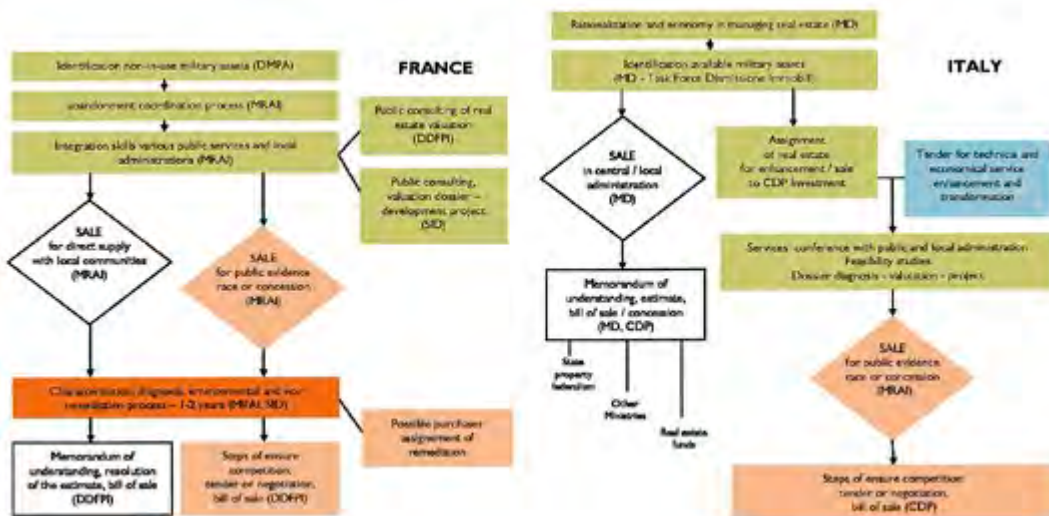 FRANCE
Identification non-in-use military assets (DMPA)
abandonment coordination process (MRAI)
Integration skills various public services and local
administrations (MRAI)
Public consulting of real
estate valuation
(DDFPI)
Public consulting,
valuation dossier –
development project
(SID)
SALE
for direct supply
with local communities
(MRAI)
SALE
for public evidence
race or concession
(MRAI)
Characterisation, diagnosis, environmental and
remediation process – 1-2 years (MRAI, SID)
Possible purchaser
assignement of
remediation
Memorandum of
understanding, resolution
of the estimate, bill of sale
(DDFPI)
Steps of ensure
competition:
tender or negotiation,
bill of sale (DDFPI)
ITALY
Rationalization and economy in managing real estate (MD)
Identification available military assets
(MD - Task Force Dismissione Immobili)
SALE
in central / local
administration
(MD)
Assignment
of real estate
for enhancement / sale
to CDP Investment
Tender for technical and
economical service
enhancement and
transformation
Services conference with public and local administration
Feasibility studies
Dossier diagnosis - valuation - project
Memorandum of
understanding, estimate,
bill of sale / concession
(MD, CDP)
State
property
federalism
Other
Ministries
Real estate
funds
SALE
for public evidence
race or concession
(MRAI)
Steps of ensure competition:
tender or negotiation,
bill of sale (CDP)